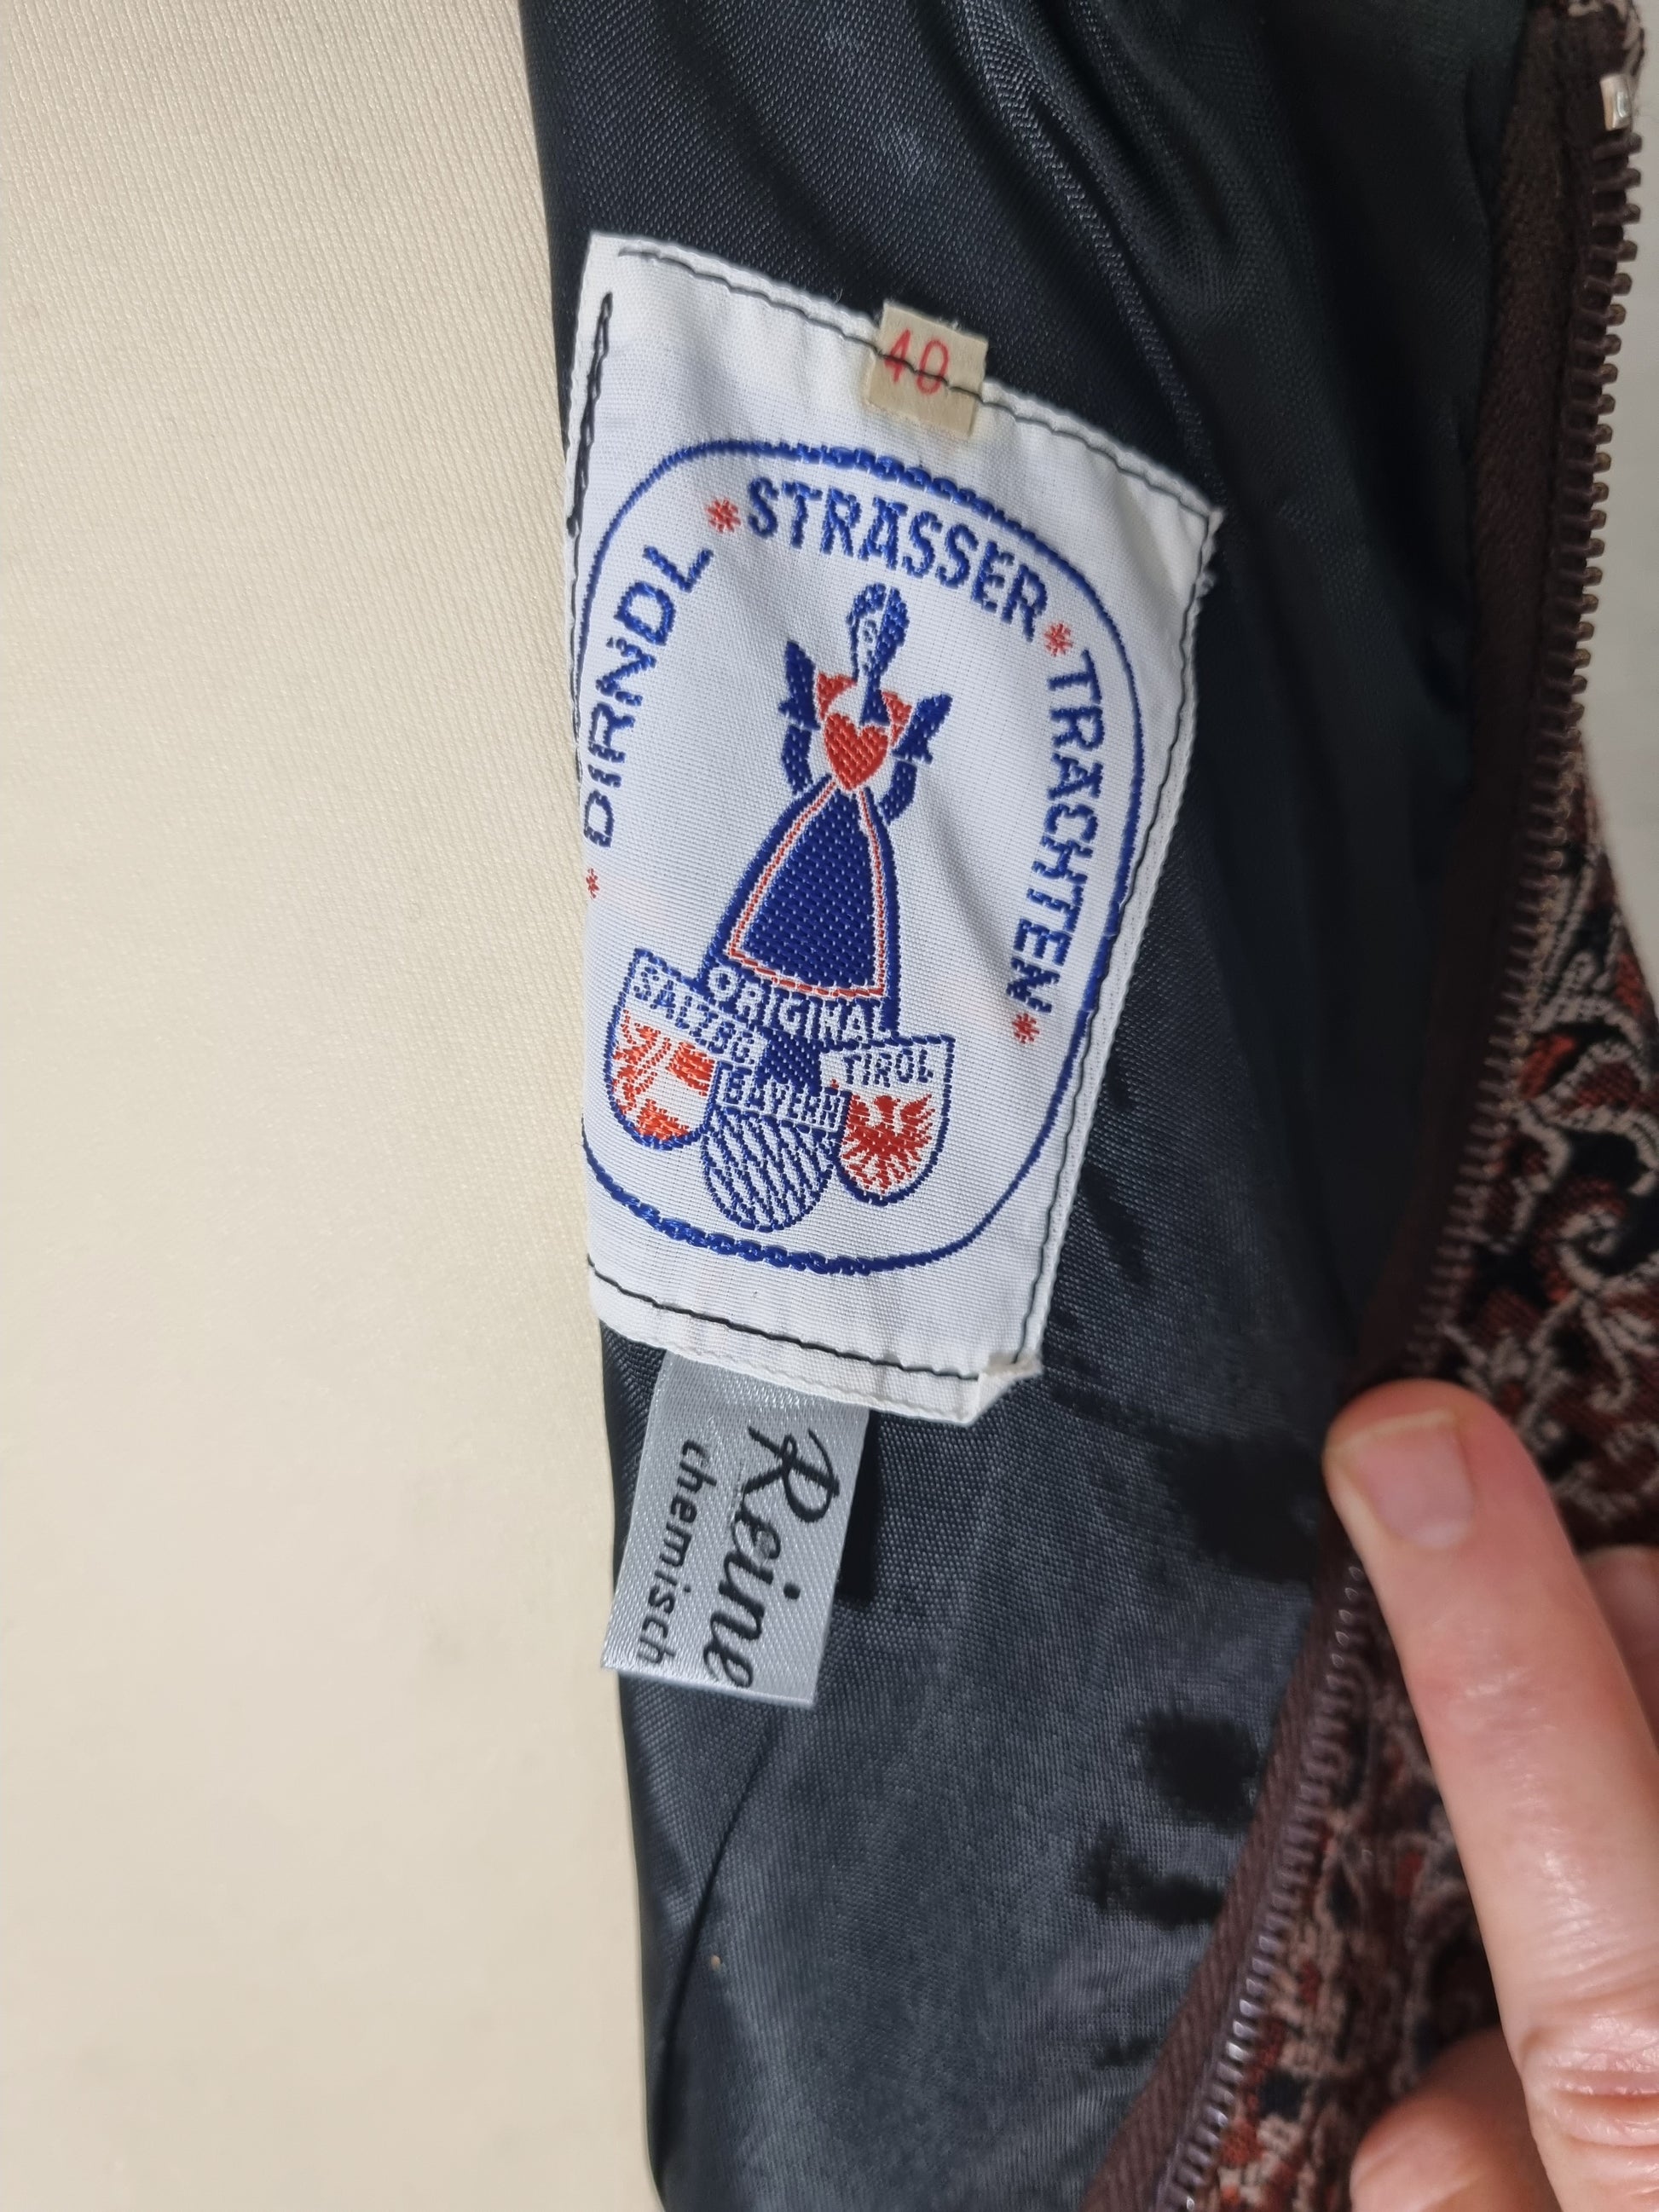 40
* DIRNDL * STRASSER * TRACHTEN *
ORIGINAL
SALZBG
BAYERN
TIROL
Reine
chemisch